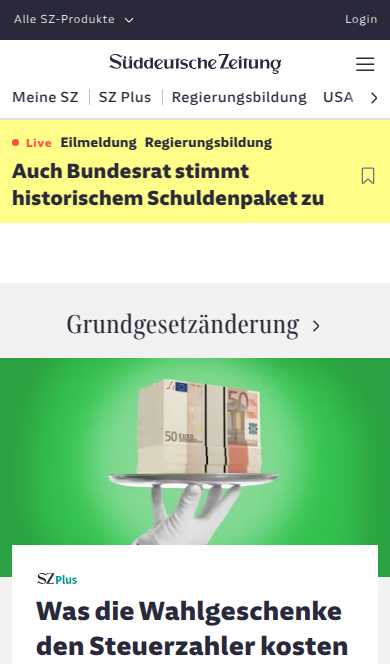 Alle SZ-Produkte
Login
Süddeutsche Zeitung
Meine SZ
SZ Plus
Regierungsbildung
USA
Live Eilmeldung Regierungsbildung
Auch Bundesrat stimmt
historischem Schuldenpaket zu
Grundgesetzänderung
50 EURO
50
SZ Plus
Was die Wahlgeschenke
den Steuerzahler kosten